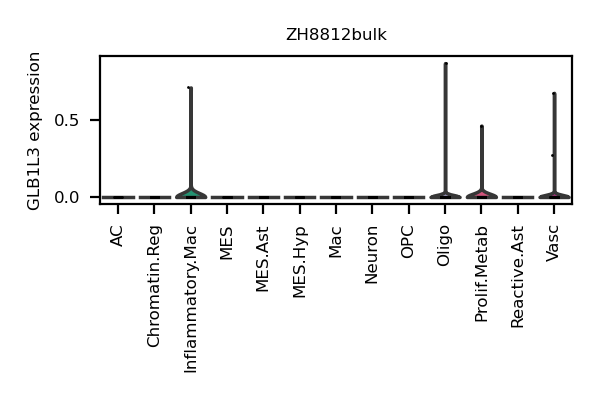 ZH8812bulk
GLB1L3 expression
0.5
0.0
AC
Chromatin.Reg
Inflammatory.Mac
MES
MES.Ast
MES.Hyp
Mac
Neuron
OPC
Oligo
Prolif.Metab
Reactive.Ast
Vasc